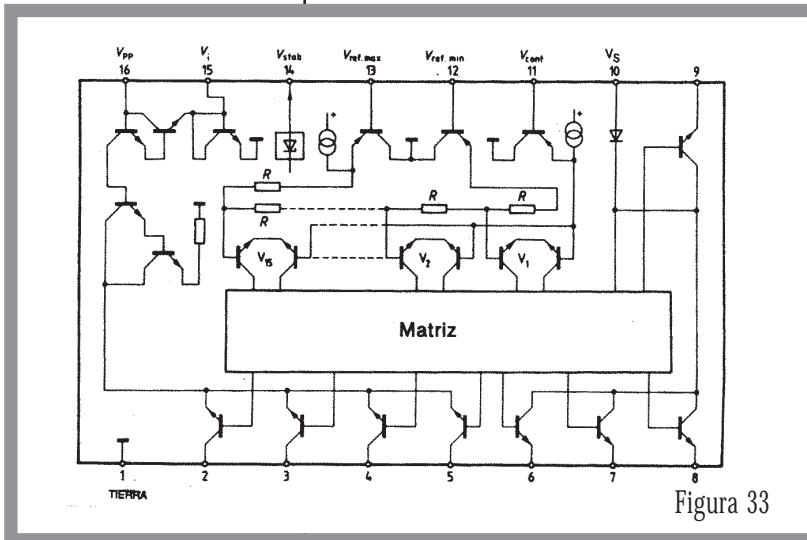 Vpp Vi Vstab Vref.max Vref.min Vcont VS
16 15 14 13 12 11 10 9
+ +
R
R R R
V15 V2 V1
Matriz
1 2 3 4 5 6 7 8
TIERRA
Figura 33